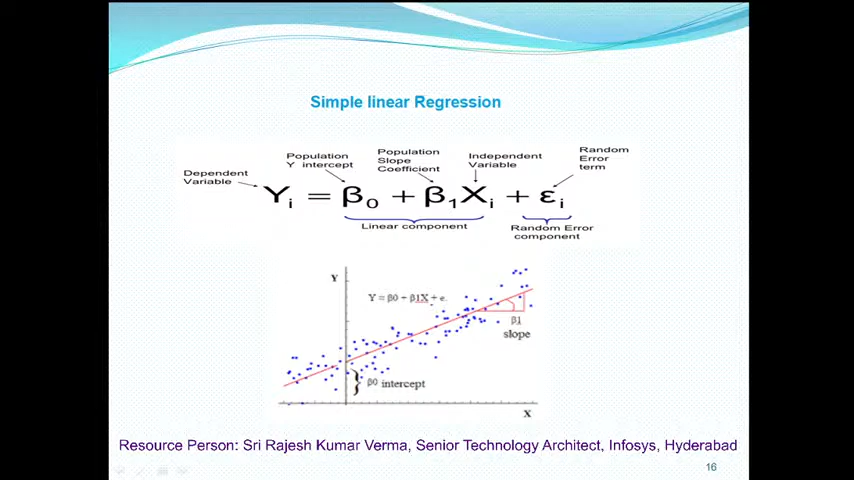 Simple linear Regression
Dependent
Variable
Population
Y intercept
Population
Slope
Coefficient
Independent
Variable
Random
Error
term
Yᵢ = β₀ + β₁Xᵢ + εᵢ
Linear component
Random Error
component
Y
Y = β0 + β1X + e.
β1
slope
β0 intercept
X
Resource Person: Sri Rajesh Kumar Verma, Senior Technology Architect, Infosys, Hyderabad
16